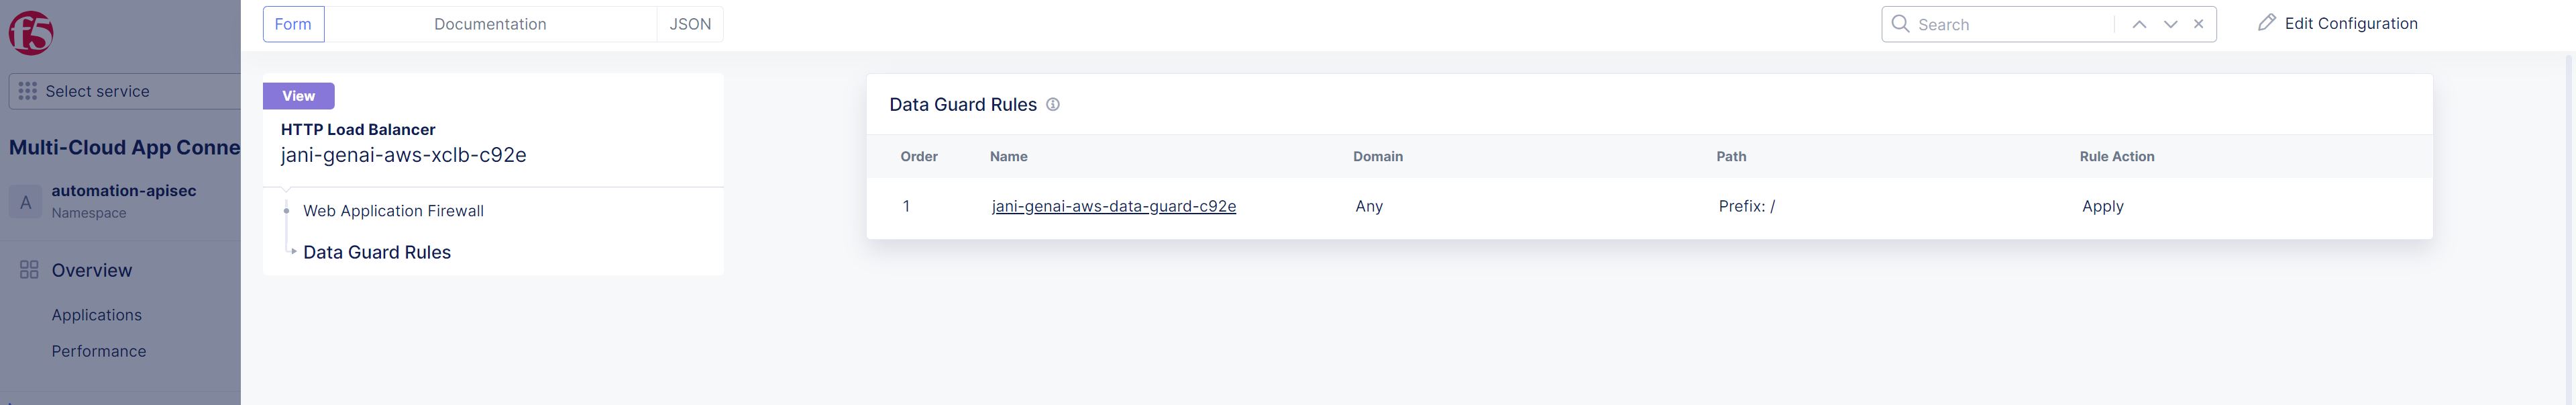 f5
Select service
Multi-Cloud App Conne
A
automation-apisec
Namespace
Overview
Applications
Performance
Form
Documentation
JSON
Search
Edit Configuration
View
HTTP Load Balancer
jani-genai-aws-xclb-c92e
Web Application Firewall
Data Guard Rules
Data Guard Rules
Order Name Domain Path Rule Action
1 jani-genai-aws-data-guard-c92e Any Prefix: / Apply